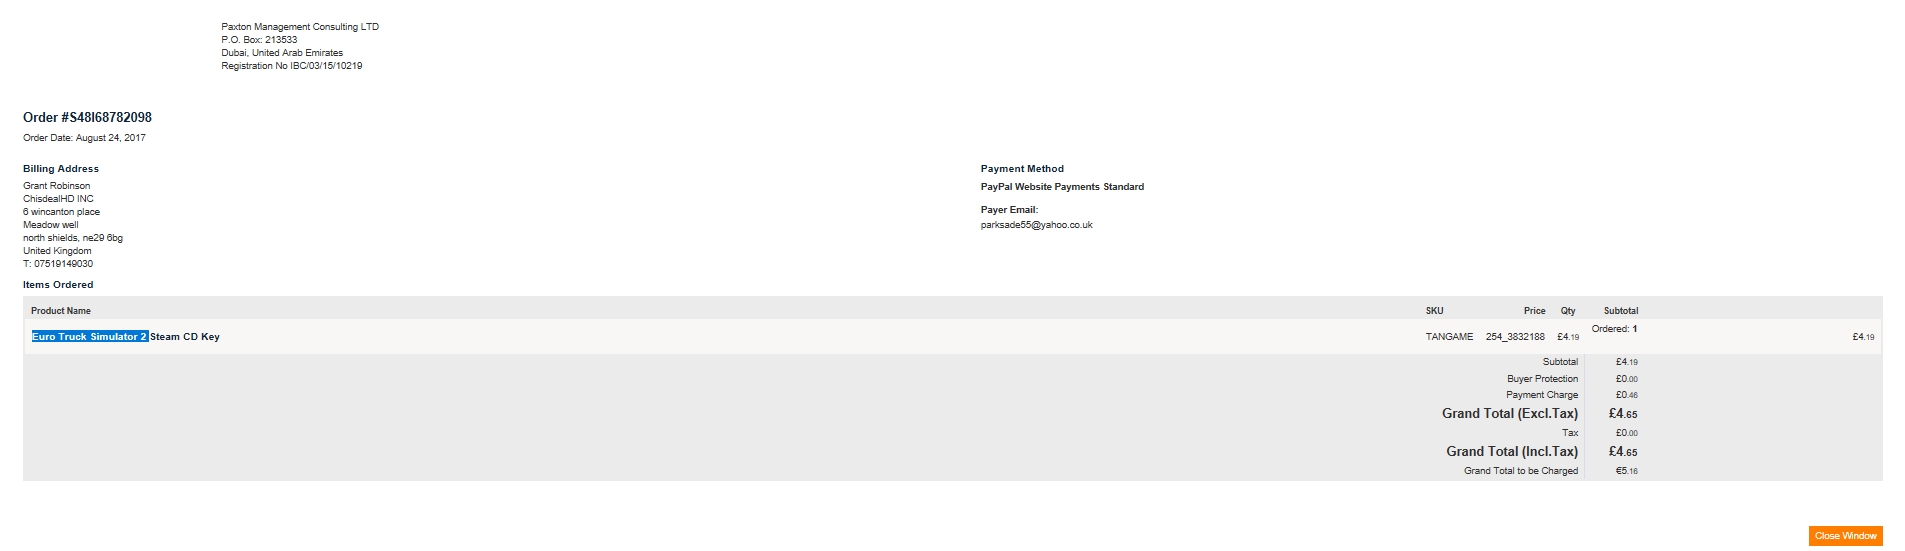 Paxton Management Consulting LTD
P.O. Box: 213533
Dubai, United Arab Emirates
Registration No IBC/03/15/10219
Order #S48I68782098
Order Date: August 24, 2017
Billing Address
Grant Robinson
ChisdealHD INC
6 wincanton place
Meadow well
north shields, ne29 6bg
United Kingdom
T: 07519149030
Payment Method
PayPal Website Payments Standard
Payer Email:
parksade55@yahoo.co.uk
Items Ordered
Product Name SKU Price Qty Subtotal
Euro Truck Simulator 2 Steam CD Key TANGAME 254_3832188 £4.19 Ordered: 1 £4.19
Subtotal £4.19
Buyer Protection £0.00
Payment Charge £0.46
Grand Total (Excl.Tax) £4.65
Tax £0.00
Grand Total (Incl.Tax) £4.65
Grand Total to be Charged €5.16
Close Window